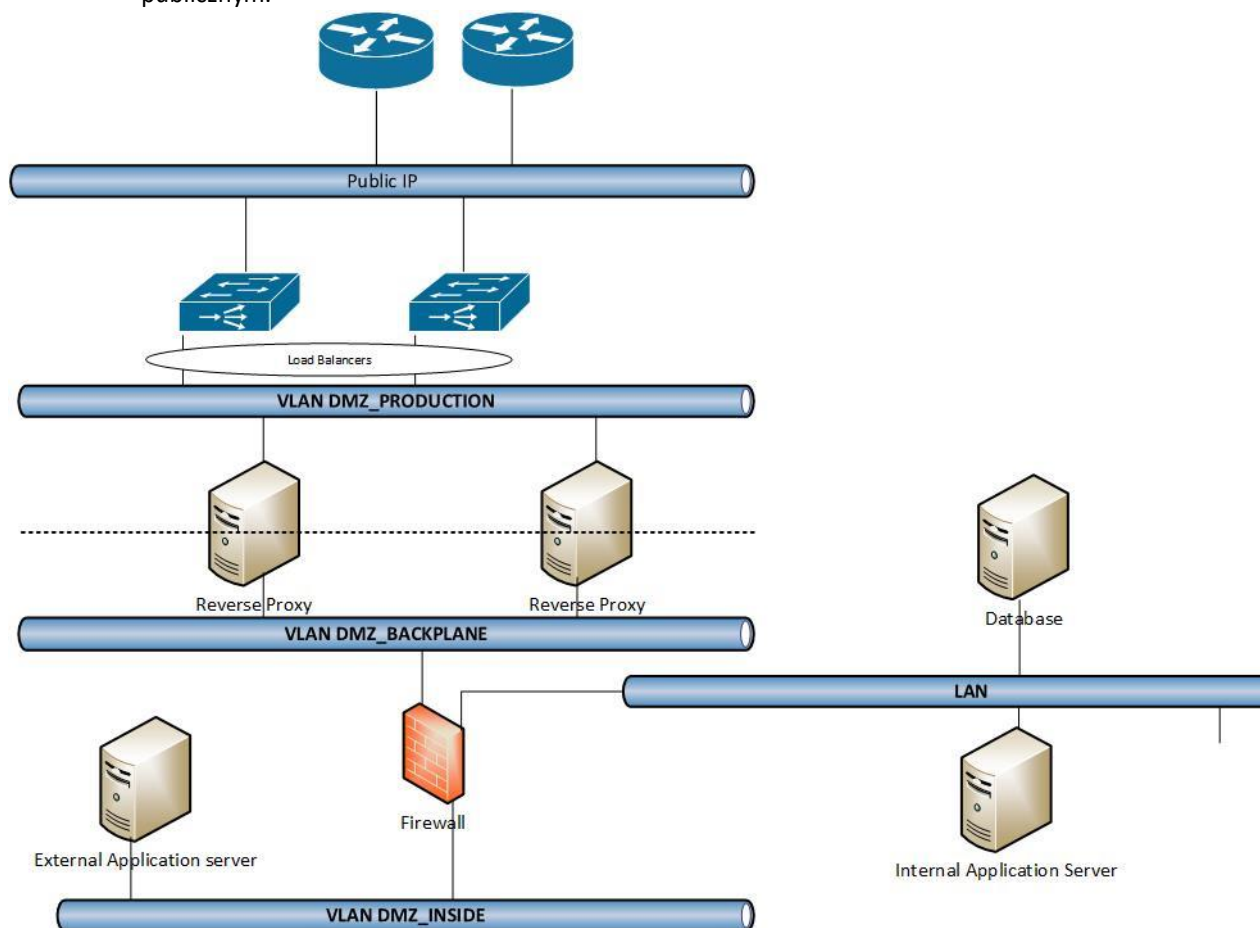 publicznym.
Public IP
Load Balancers
VLAN DMZ_PRODUCTION
Reverse Proxy
Reverse Proxy
Database
VLAN DMZ_BACKPLANE
LAN
Firewall
External Application server
Internal Application Server
VLAN DMZ_INSIDE